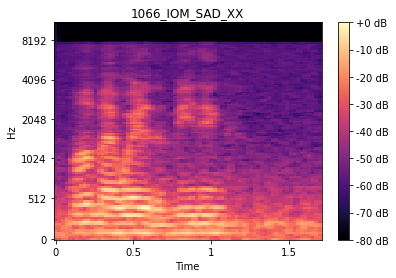 1066_IOM_SAD_XX
Hz
8192
4096
2048
1024
512
0
0
0.5
1
1.5
Time
+0 dB
-10 dB
-20 dB
-30 dB
-40 dB
-50 dB
-60 dB
-70 dB
-80 dB